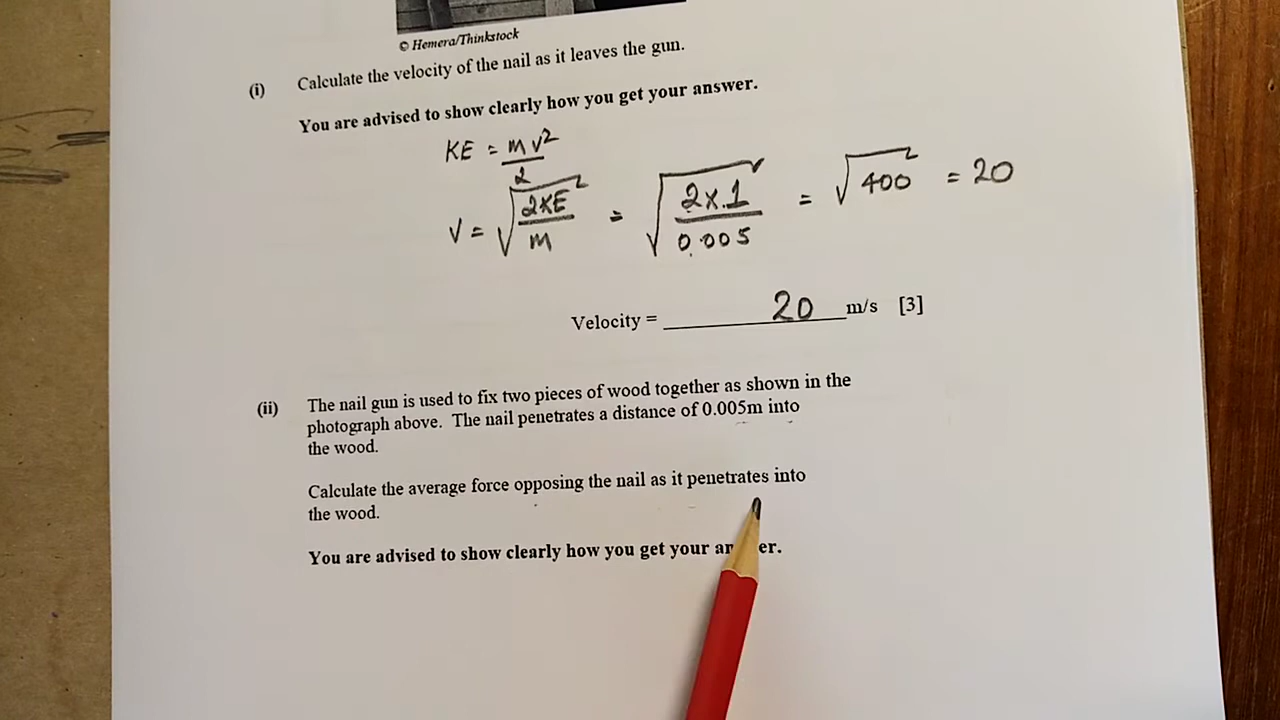 © Hemera/Thinkstock
(i) Calculate the velocity of the nail as it leaves the gun.
You are advised to show clearly how you get your answer.
KE = mv²/2
V = √(2KE/m) = √(2x1/0.005) = √400 = 20
Velocity = 20 m/s [3]
(ii) The nail gun is used to fix two pieces of wood together as shown in the
photograph above. The nail penetrates a distance of 0.005m into
the wood.
Calculate the average force opposing the nail as it penetrates into
the wood.
You are advised to show clearly how you get your an er.